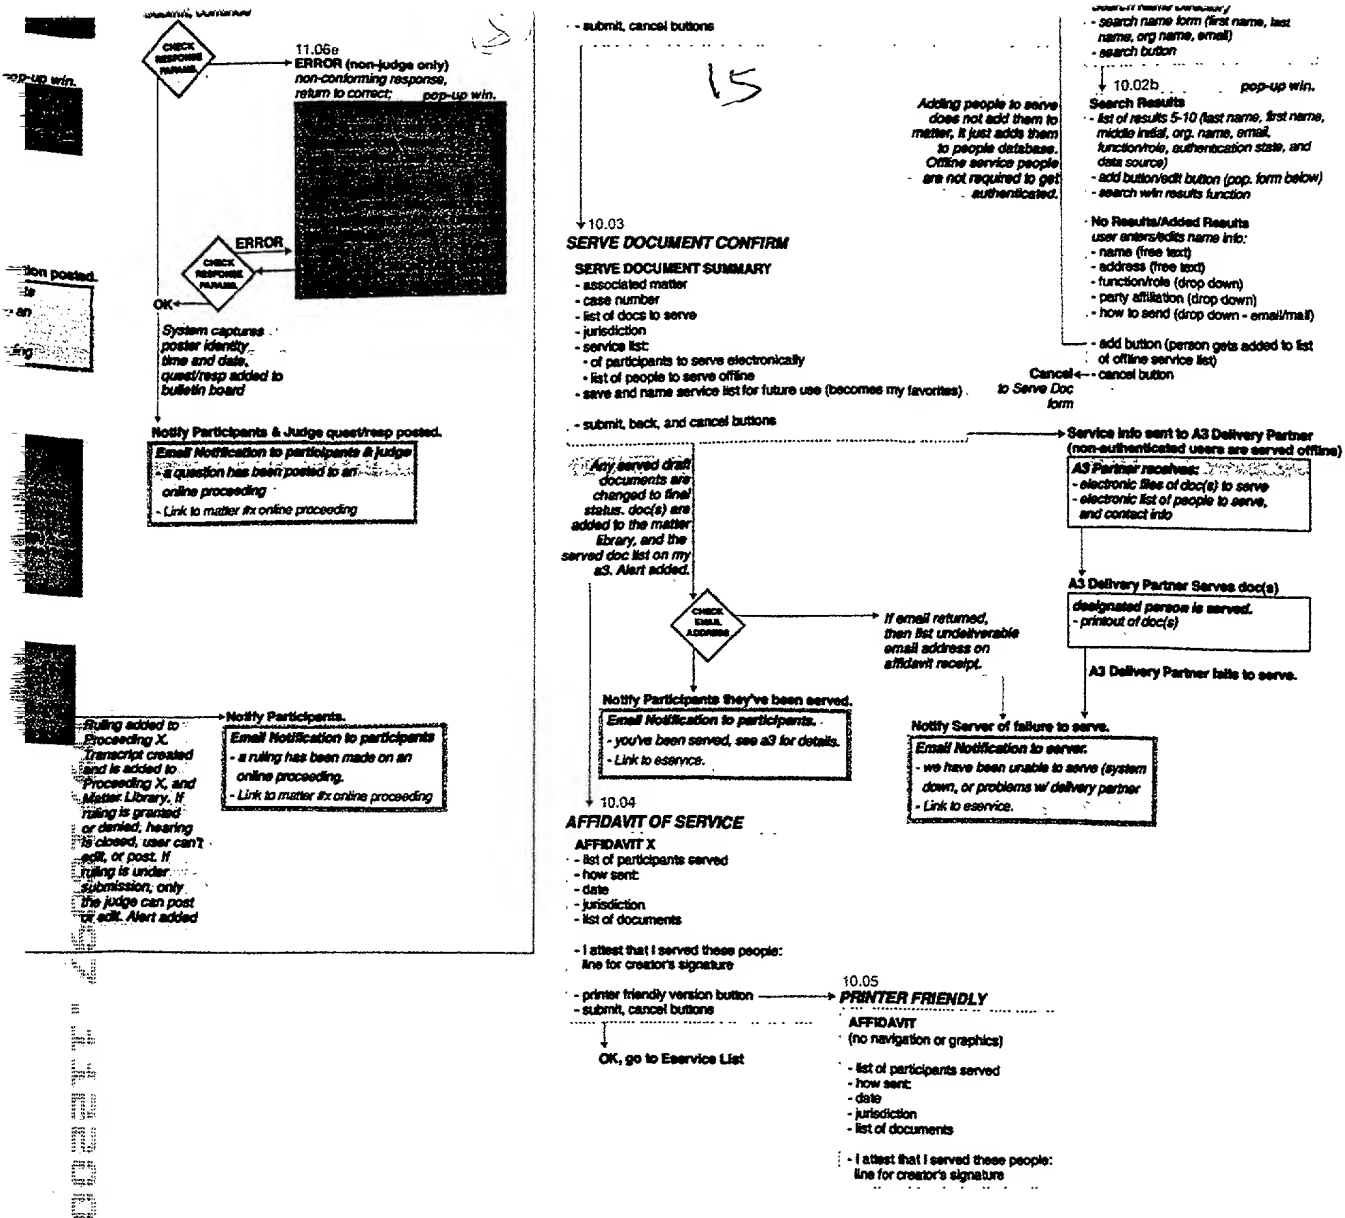 Submit, continue
CHECK
RESPONSE
PARAMS.
11.06e
ERROR (non-judge only)
non-conforming response,
return to correct; pop-up win.
pop-up win.
ERROR
CHECK
RESPONSE
PARAMS.
OK
System captures
poster identity
time and date,
quest/resp added to
bulletin board
tion posted.
an
ling
Notify Participants & Judge quest/resp posted.
Email Notification to participants & judge
- a question has been posted to an
online proceeding
- Link to matter #x online proceeding
Ruling added to
Proceeding X.
Transcript created
and is added to
Proceeding X, and
Matter Library. If
ruling is granted
or denied, hearing
is closed, user can't
edit, or post. If
ruling is under
submission, only
the judge can post
or edit. Alert added
Notify Participants.
Email Notification to participants
- a ruling has been made on an
online proceeding.
- Link to matter #x online proceeding
- submit, cancel buttons
15
10.03
SERVE DOCUMENT CONFIRM
SERVE DOCUMENT SUMMARY
- associated matter
- case number
- list of docs to serve
- jurisdiction
- service list:
• of participants to serve electronically
• list of people to serve offline
- save and name service list for future use (becomes my favorites)
- submit, back, and cancel buttons
Any served draft
documents are
changed to final
status. doc(s) are
added to the matter
library, and the
served doc list on my
a3. Alert added.
CHECK
EMAIL
ADDRESS
If email returned,
then list undeliverable
email address on
affidavit receipt.
Notify Participants they've been served.
Email Notification to participants.
- you've been served, see a3 for details.
- Link to eservice.
10.04
AFFIDAVIT OF SERVICE
AFFIDAVIT X
- list of participants served
- how sent:
- date
- jurisdiction
- list of documents
- I attest that I served these people:
line for creator's signature
- printer friendly version button
- submit, cancel buttons
OK, go to Eservice List
10.05
PRINTER FRIENDLY
AFFIDAVIT
(no navigation or graphics)
- list of participants served
- how sent:
- date
- jurisdiction
- list of documents
- I attest that I served these people:
line for creator's signature
Search Name Directory
- search name form (first name, last
name, org name, email)
- search button
10.02b pop-up win.
Search Results
- list of results 5-10 (last name, first name,
middle initial, org. name, email,
function/role, authentication state, and
data source)
- add button/edit button (pop. form below)
- search w/in results function
Adding people to serve
does not add them to
matter, it just adds them
to people database.
Offline service people
are not required to get
authenticated.
- No Results/Added Results
user enters/edits name info:
- name (free text)
- address (free text)
- function/role (drop down)
- party affiliation (drop down)
- how to send (drop down - email/mail)
- add button (person gets added to list
of offline service list)
- cancel button
Cancel
to Serve Doc
form
Service info sent to A3 Delivery Partner
(non-authenticated users are served offline)
A3 Partner receives:
- electronic files of doc(s) to serve
- electronic list of people to serve,
and contact info
A3 Delivery Partner Serves doc(s)
designated person is served.
- printout of doc(s)
A3 Delivery Partner fails to serve.
Notify Server of failure to serve.
Email Notification to server.
- we have been unable to serve (system
down, or problems w/ delivery partner
- Link to eservice.